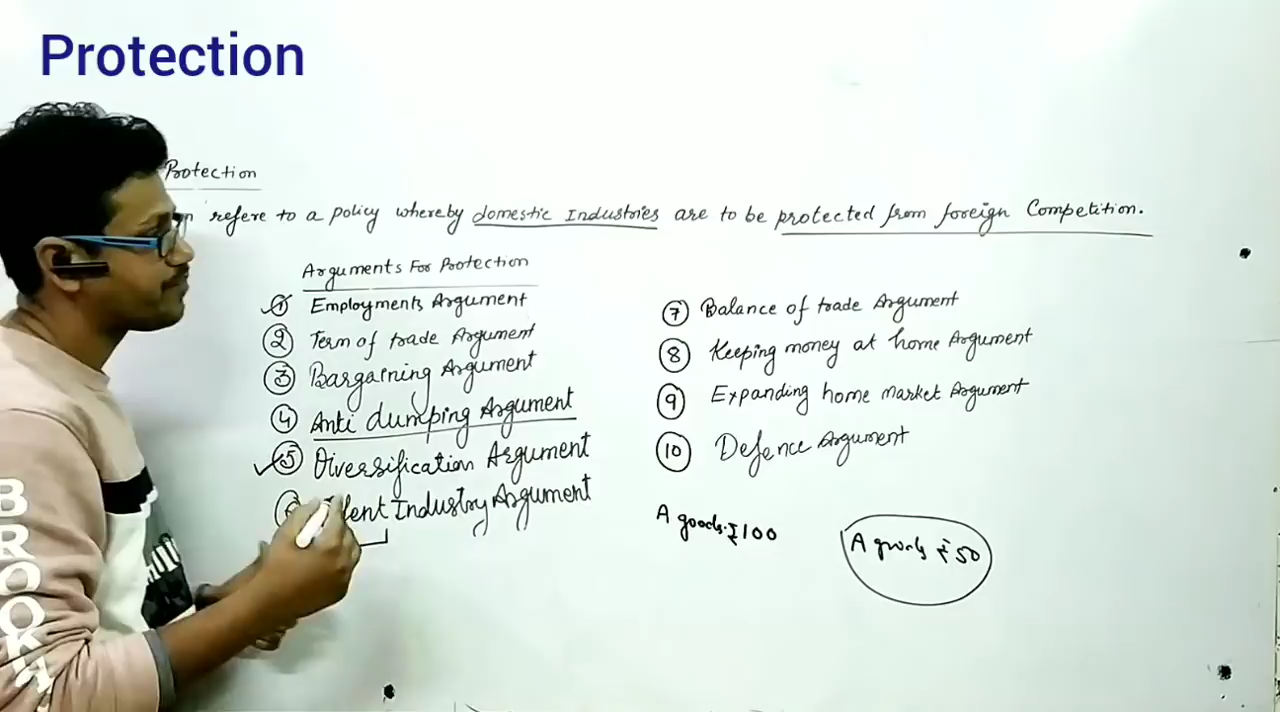 Protection
Protection
refere to a policy whereby domestic Industries are to be protected from foreign Competition.
Arguments For Protection
① Employments Argument
② Term of trade Argument
③ Bargaining Argument
④ Anti dumping Argument
⑤ Diversification Argument
Industry Argument
⑦ Balance of trade Argument
⑧ Keeping money at home Argument
⑨ Expanding home market Argument
⑩ Defence Argument
A goods ₹100
A goods ₹50
BROOK